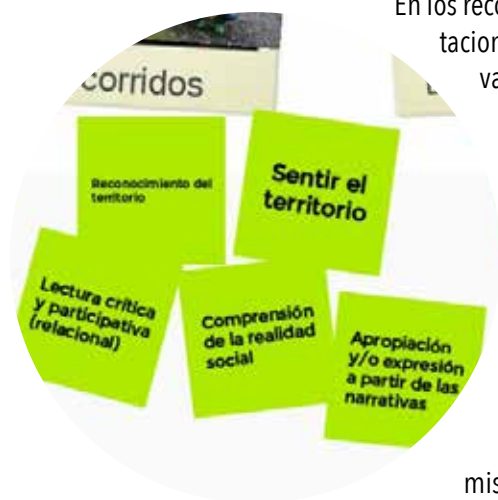 En los reco
tacion
va
corridos
Reconocimiento del
territorio
Sentir el
territorio
Lectura crítica
y participativa
(relacional)
Comprensión
de la realidad
social
Apropiación
y/o expresión
a partir de las
narrativas
mis